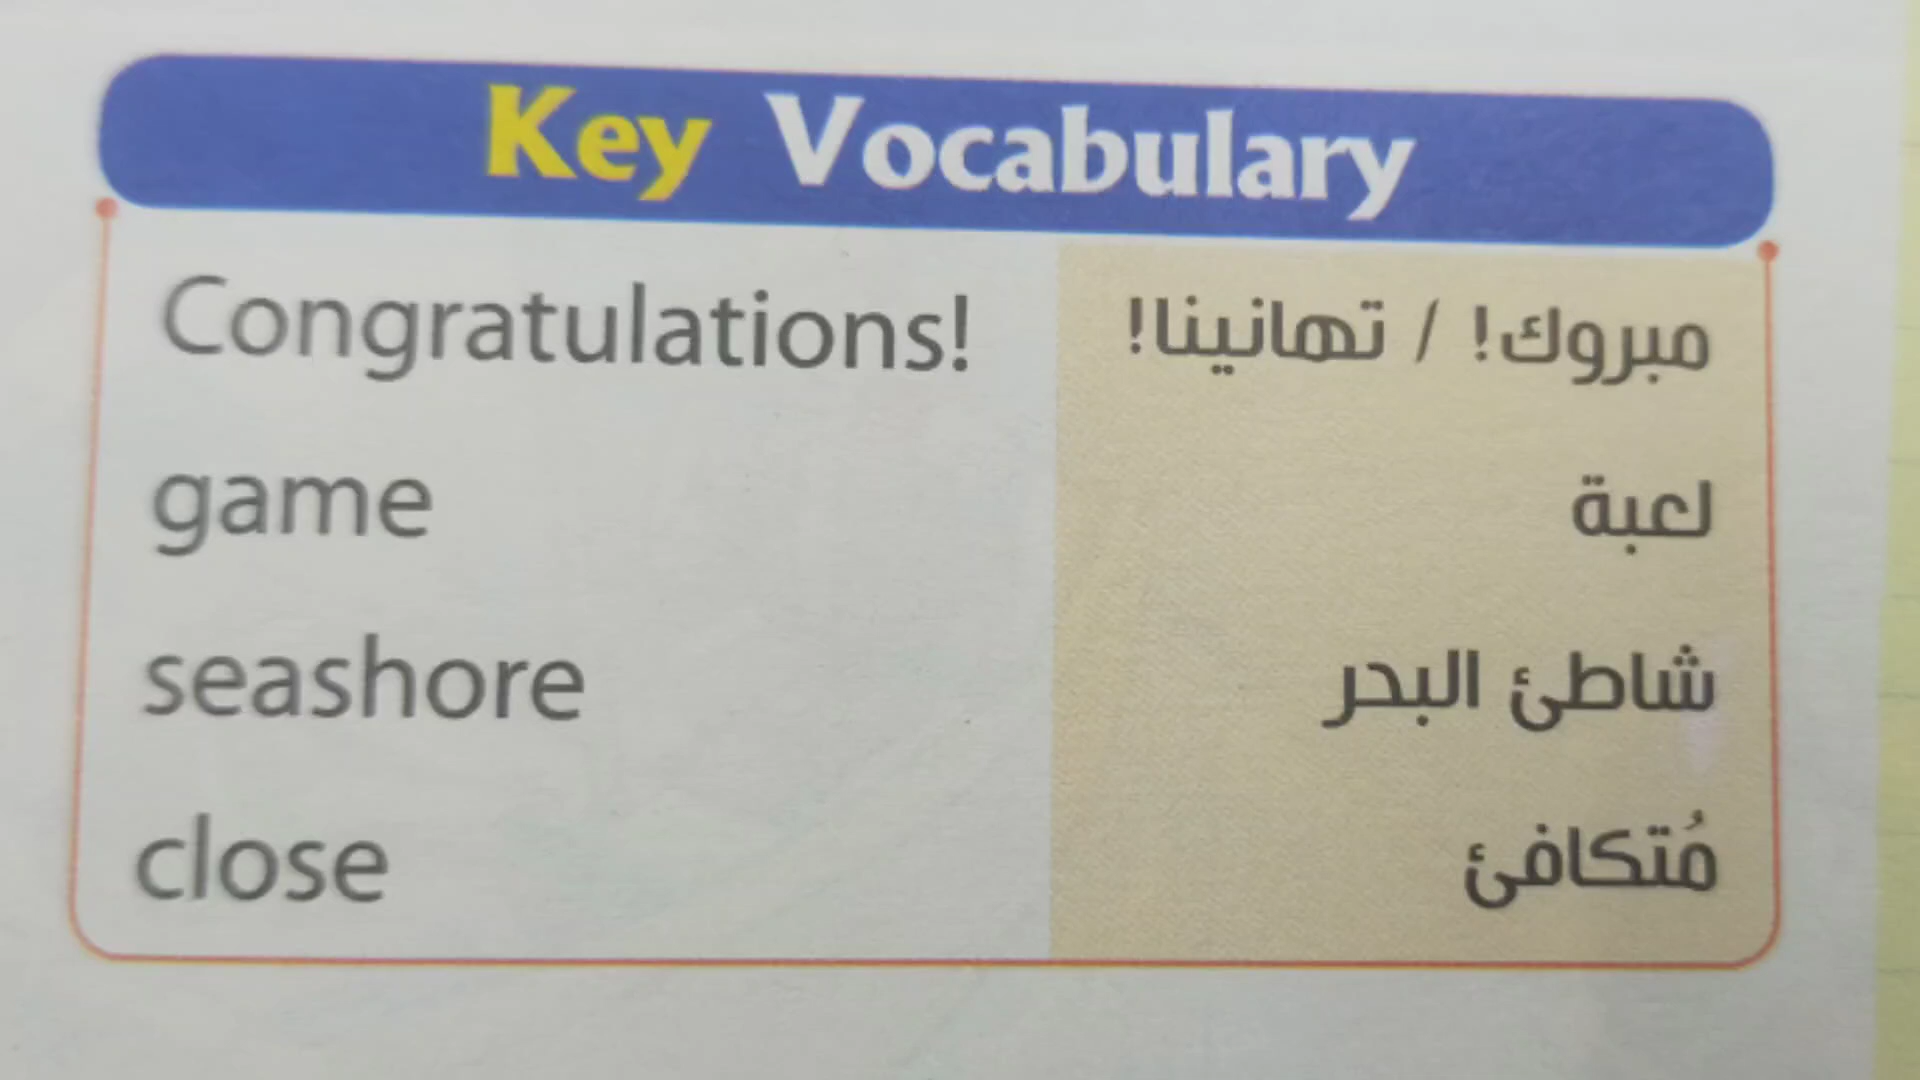 Key Vocabulary
Congratulations! مبروك! / تهانينا!
game لعبة
seashore شاطئ البحر
close مُتكافئ